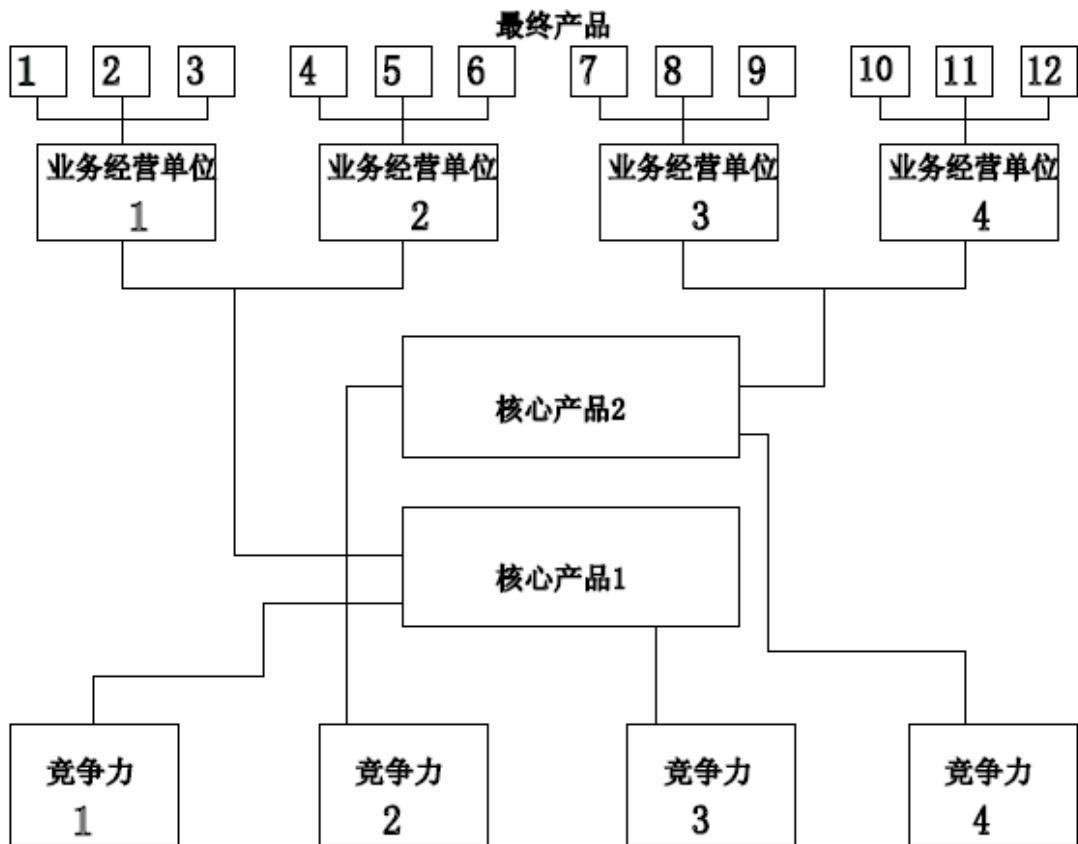 最终产品
1 2 3 4 5 6 7 8 9 10 11 12
业务经营单位 业务经营单位 业务经营单位 业务经营单位
1 2 3 4
核心产品2
核心产品1
竞争力 竞争力 竞争力 竞争力
1 2 3 4